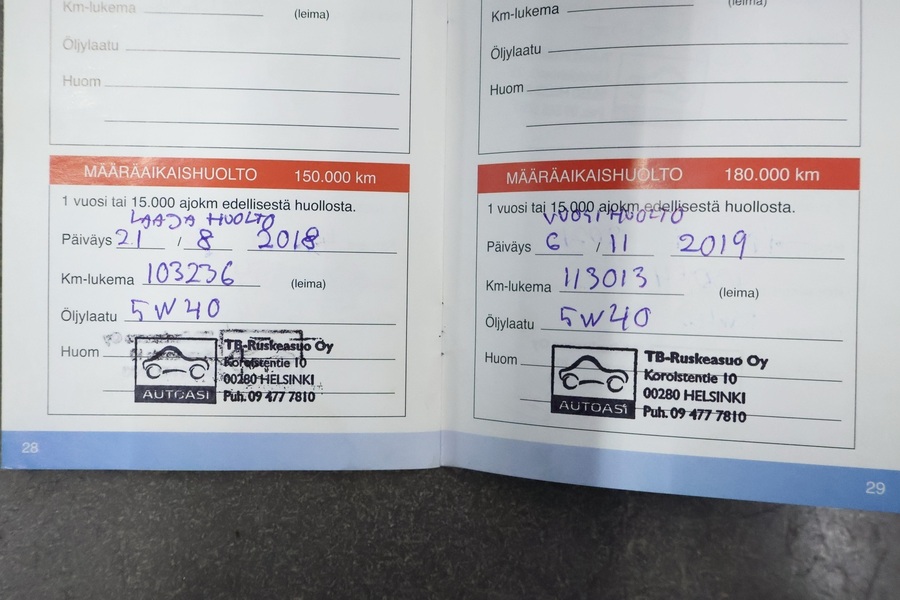 Km-lukema (leima)
Öljylaatu
Huom
MÄÄRÄAIKAISHUOLTO 150.000 km
1 vuosi tai 15.000 ajokm edellisestä huollosta.
LAAJA HUOLTO
Päiväys 21 / 8 2018
Km-lukema 103236 (leima)
Öljylaatu 5W40
Huom
AUTOASI
TB-Ruskeasuo Oy
Koroistentie 10
00280 HELSINKI
Puh. 09 477 7810
28
Km-lukema (leima)
Öljylaatu
Huom
MÄÄRÄAIKAISHUOLTO 180.000 km
1 vuosi tai 15.000 ajokm edellisestä huollosta.
VUOSIHUOLTO
Päiväys 6 / 11 2019
Km-lukema 113013 (leima)
Öljylaatu 5W40
Huom
AUTOASI
TB-Ruskeasuo Oy
Koroistentie 10
00280 HELSINKI
Puh. 09 477 7810
29